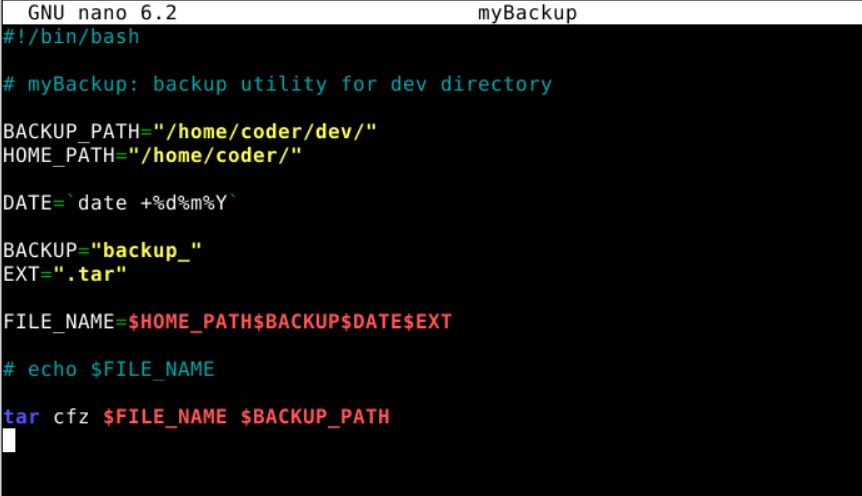 GNU nano 6.2 myBackup
#!/bin/bash
# myBackup: backup utility for dev directory
BACKUP_PATH="/home/coder/dev/"
HOME_PATH="/home/coder/"
DATE=`date +%d%m%Y`
BACKUP="backup_"
EXT=".tar"
FILE_NAME=$HOME_PATH$BACKUP$DATE$EXT
# echo $FILE_NAME
tar cfz $FILE_NAME $BACKUP_PATH